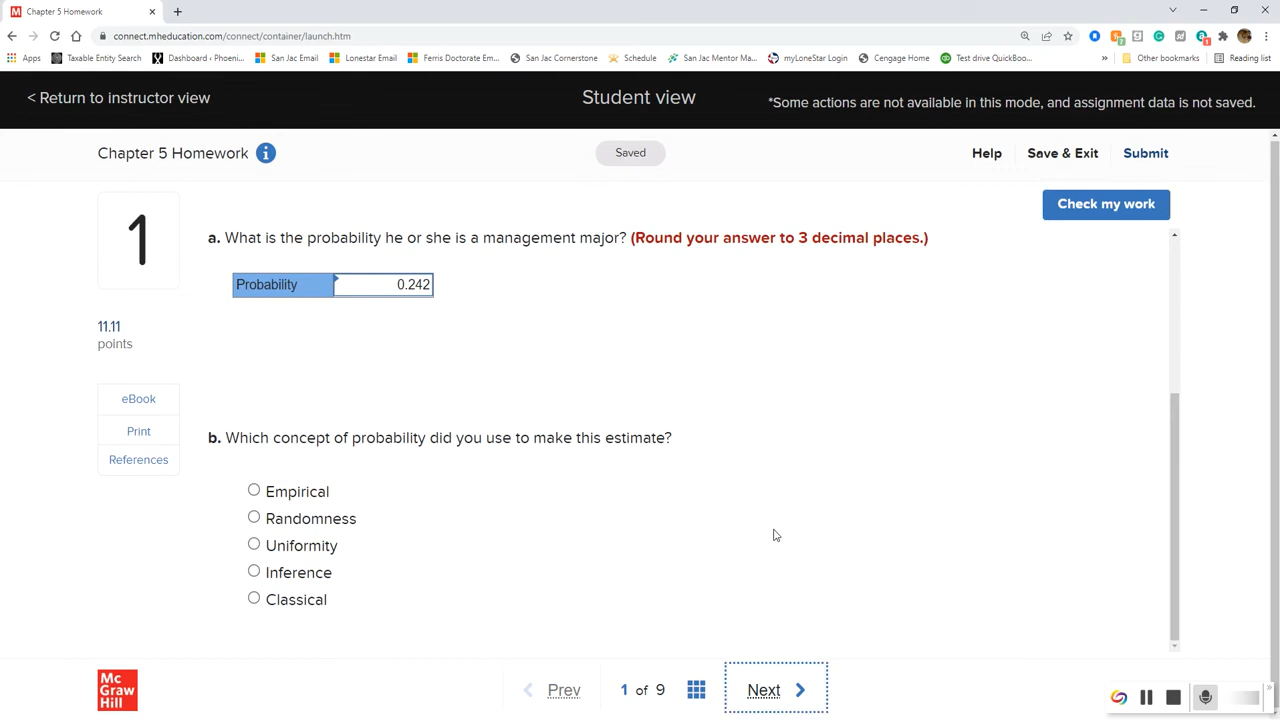 M Chapter 5 Homework
connect.mheducation.com/connect/container/launch.htm
Apps Taxable Entity Search Dashboard ‹ Phoeni... San Jac Email Lonestar Email Ferris Doctorate Em... San Jac Cornerstone Schedule San Jac Mentor Ma... myLoneStar Login Cengage Home Test drive QuickBoo... » Other bookmarks Reading list
< Return to instructor view
Student view
*Some actions are not available in this mode, and assignment data is not saved.
Chapter 5 Homework i
Saved
Help
Save & Exit
Submit
Check my work
1
a. What is the probability he or she is a management major? (Round your answer to 3 decimal places.)
Probability 0.242
11.11
points
eBook
Print
References
b. Which concept of probability did you use to make this estimate?
Empirical
Randomness
Uniformity
Inference
Classical
Mc
Graw
Hill
Prev
1 of 9
Next